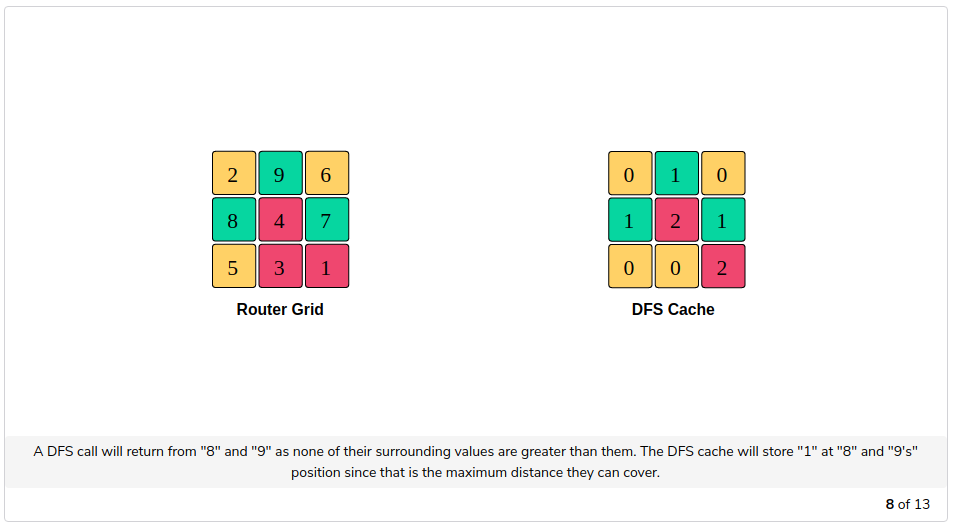 2 9 6
8 4 7
5 3 1
Router Grid
0 1 0
1 2 1
0 0 2
DFS Cache
A DFS call will return from "8" and "9" as none of their surrounding values are greater than them. The DFS cache will store "1" at "8" and "9's"
position since that is the maximum distance they can cover.
8 of 13